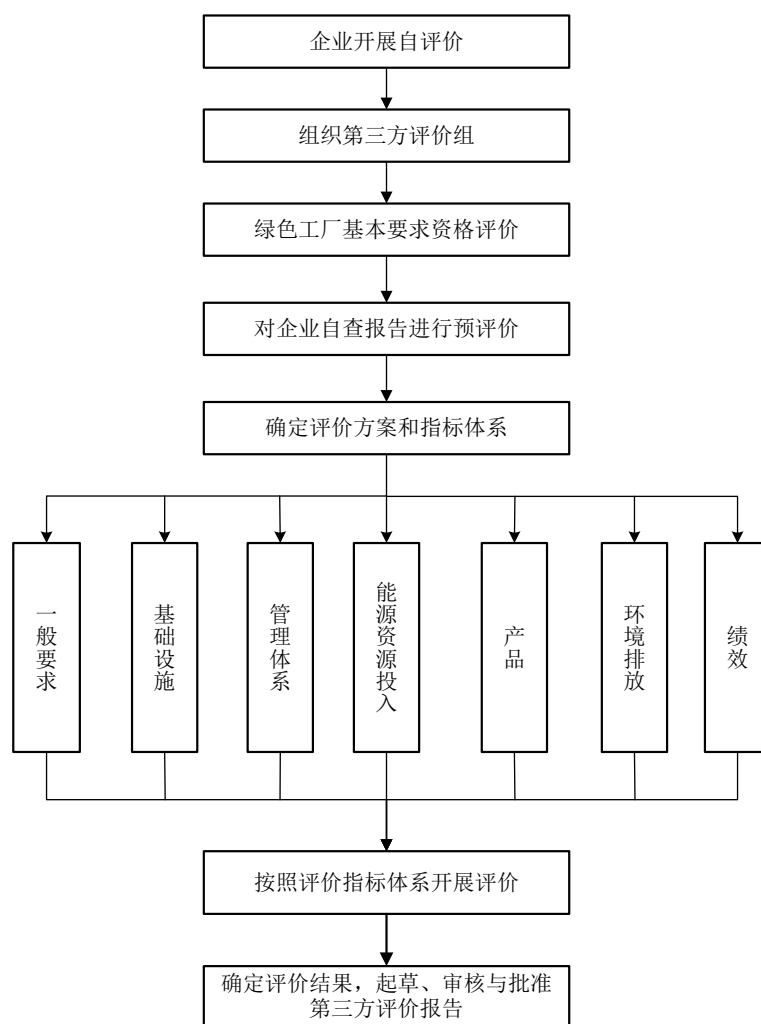 企业开展自评价
组织第三方评价组
绿色工厂基本要求资格评价
对企业自查报告进行预评价
确定评价方案和指标体系
一般要求
基础设施
管理体系
能源资源投入
产品
环境排放
绩效
按照评价指标体系开展评价
确定评价结果，起草、审核与批准
第三方评价报告